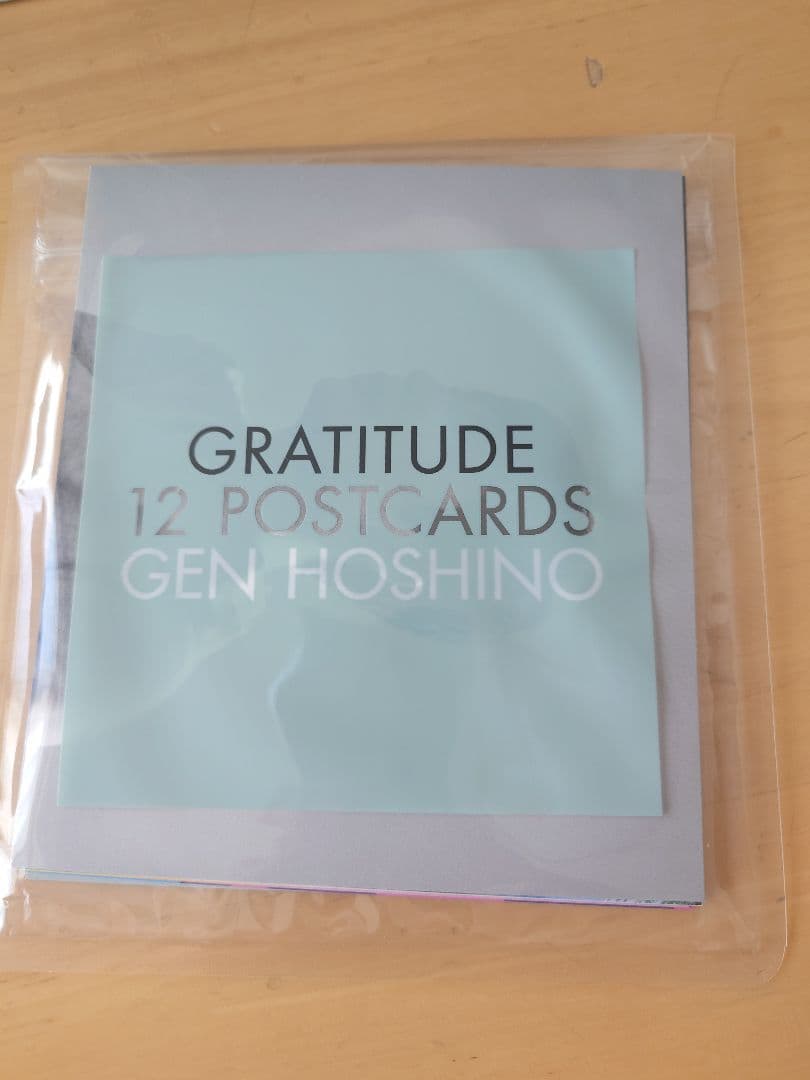 GRATITUDE
12 POSTCARDS
GEN HOSHINO